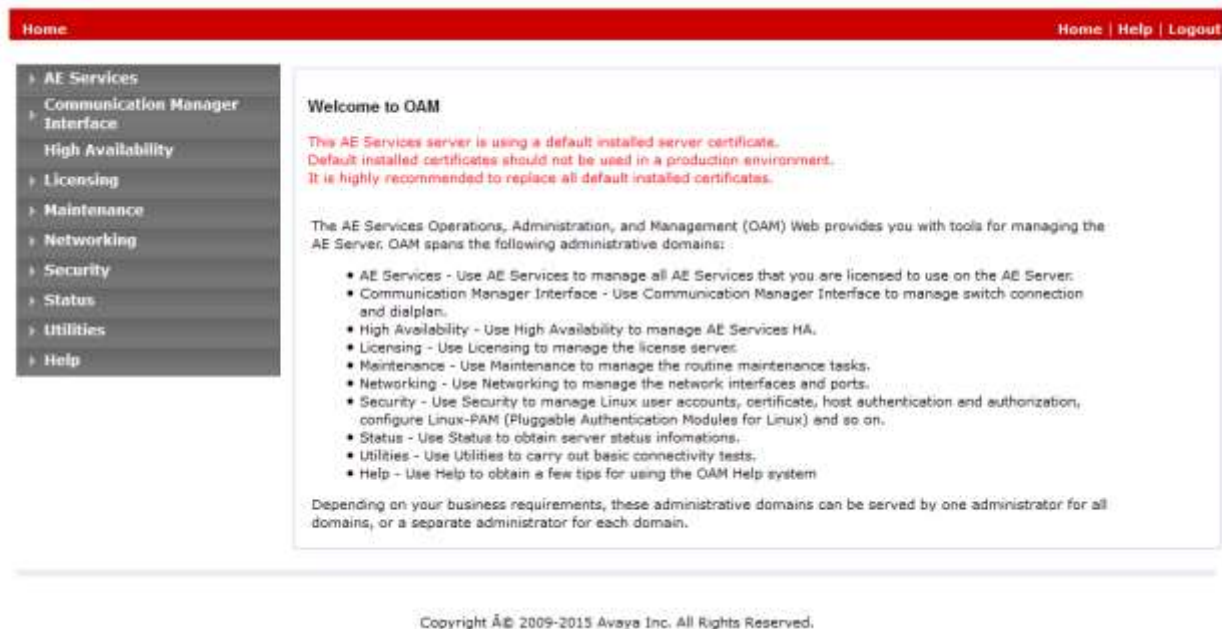 Home
Home | Help | Logout
AE Services
Communication Manager
Interface
High Availability
Licensing
Maintenance
Networking
Security
Status
Utilities
Help
Welcome to OAM
This AE Services server is using a default installed server certificate.
Default installed certificates should not be used in a production environment.
It is highly recommended to replace all default installed certificates.
The AE Services Operations, Administration, and Management (OAM) Web provides you with tools for managing the
AE Server. OAM spans the following administrative domains:
• AE Services - Use AE Services to manage all AE Services that you are licensed to use on the AE Server.
• Communication Manager Interface - Use Communication Manager Interface to manage switch connection
and dialplan.
• High Availability - Use High Availability to manage AE Services HA.
• Licensing - Use Licensing to manage the license server.
• Maintenance - Use Maintenance to manage the routine maintenance tasks.
• Networking - Use Networking to manage the network interfaces and ports.
• Security - Use Security to manage Linux user accounts, certificate, host authentication and authorization,
configure Linux-PAM (Pluggable Authentication Modules for Linux) and so on.
• Status - Use Status to obtain server status infomations.
• Utilities - Use Utilities to carry out basic connectivity tests.
• Help - Use Help to obtain a few tips for using the OAM Help system
Depending on your business requirements, these administrative domains can be served by one administrator for all
domains, or a separate administrator for each domain.
Copyright Â© 2009-2015 Avaya Inc. All Rights Reserved.